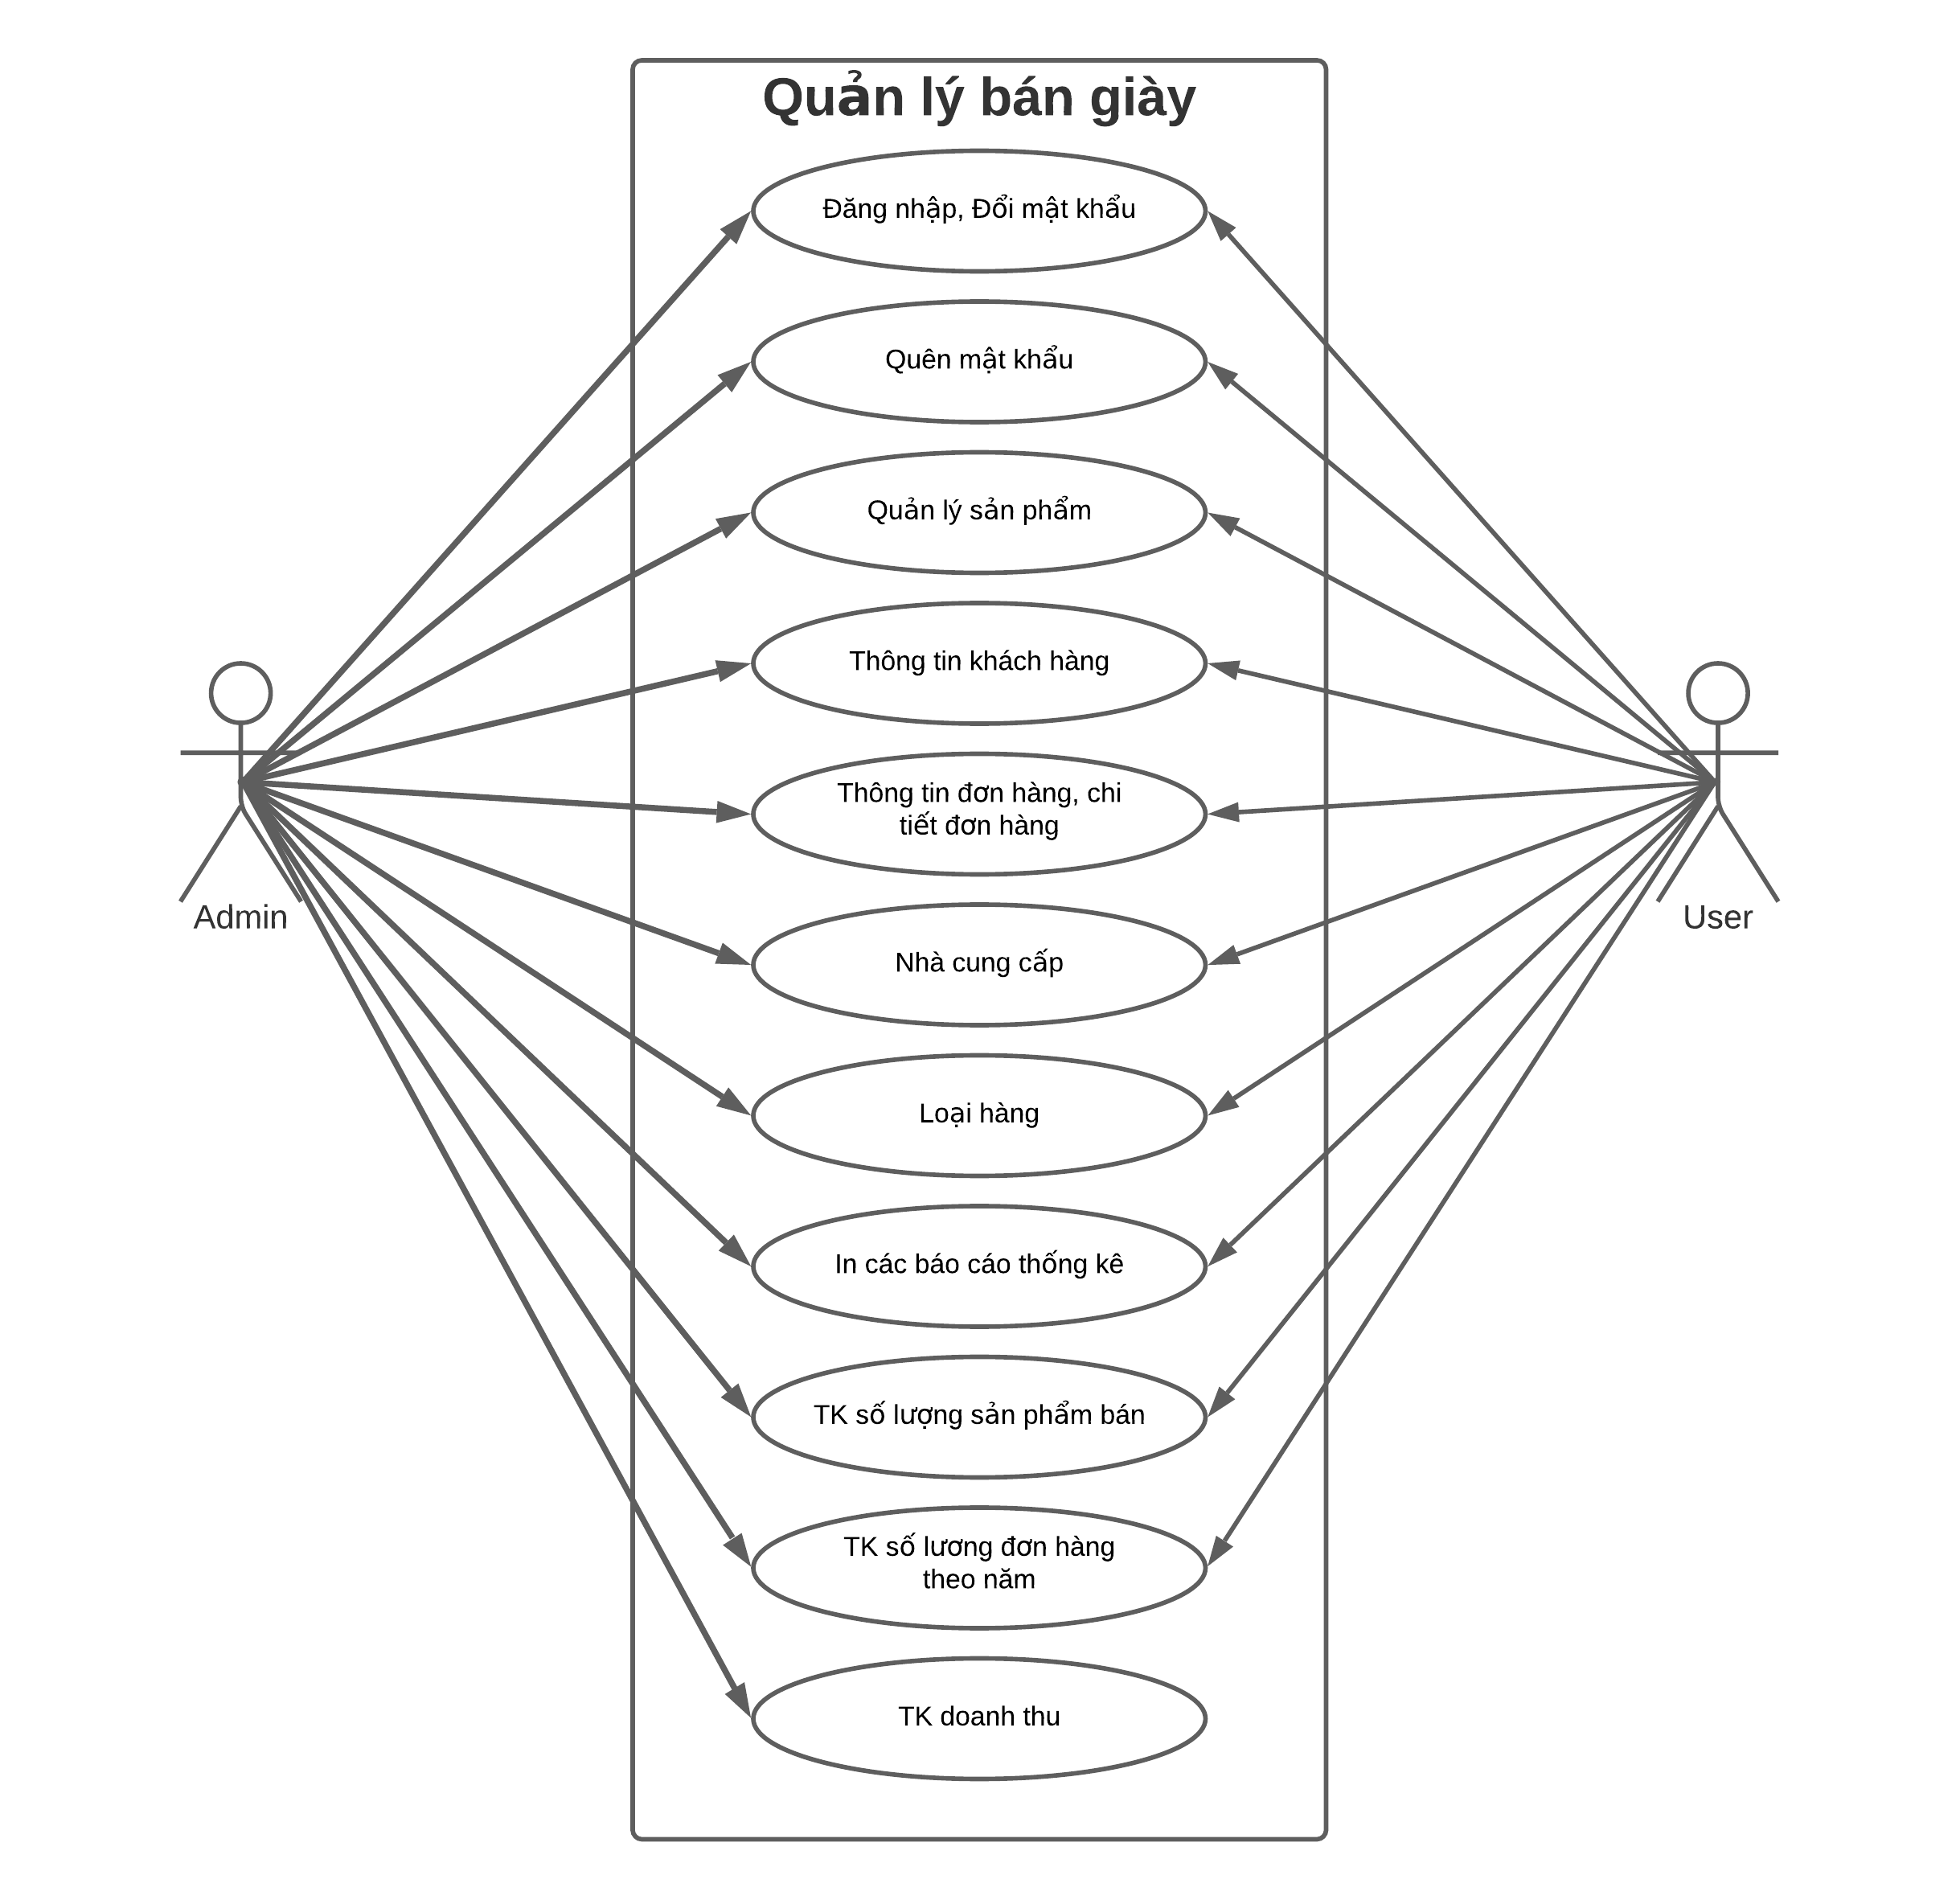 Quản lý bán giày
Đăng nhập, Đổi mật khẩu
Quên mật khẩu
Quản lý sản phẩm
Thông tin khách hàng
Thông tin đơn hàng, chi
tiết đơn hàng
Admin
User
Nhà cung cấp
Loại hàng
In các báo cáo thống kê
TK số lượng sản phẩm bán
TK số lương đơn hàng
theo năm
TK doanh thu